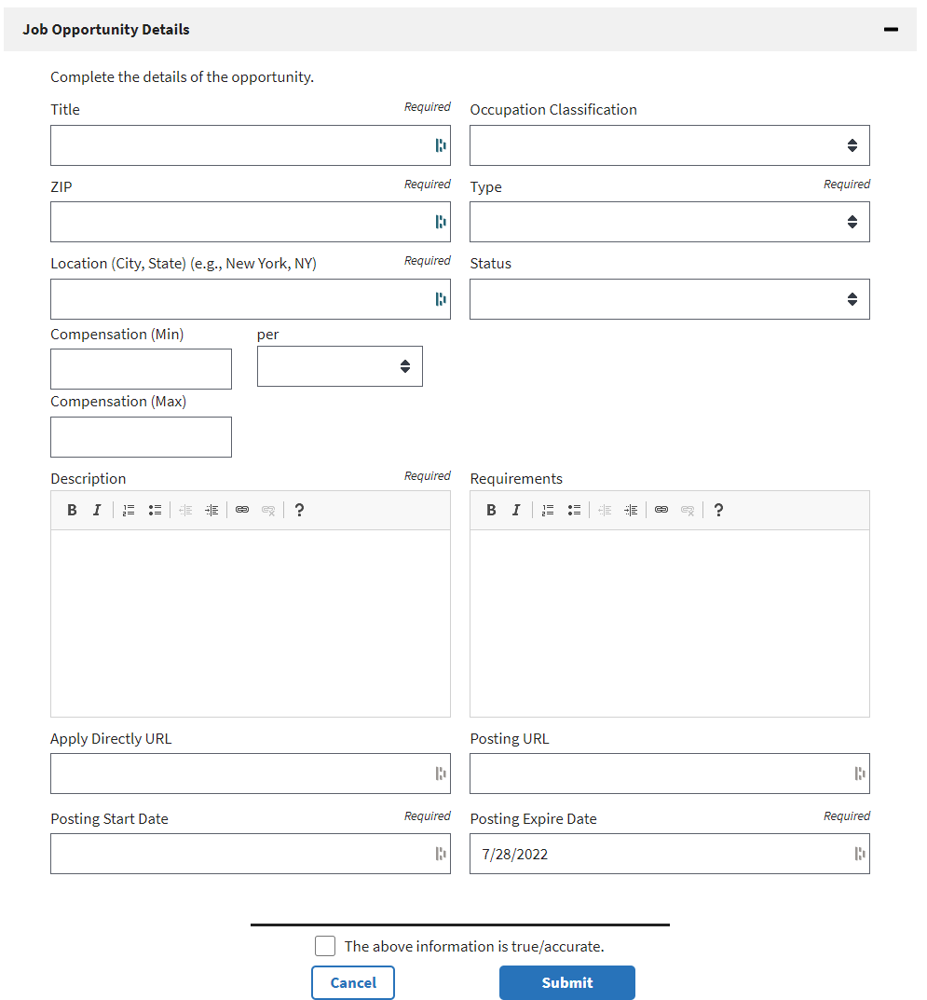 Job Opportunity Details
Complete the details of the opportunity.
Title Required Occupation Classification
ZIP Required Type Required
Location (City, State) (e.g., New York, NY) Required Status
Compensation (Min) per
Compensation (Max)
Description Required Requirements
B I ? B I ?
Apply Directly URL Posting URL
Posting Start Date Required Posting Expire Date Required
7/28/2022
The above information is true/accurate.
Cancel Submit